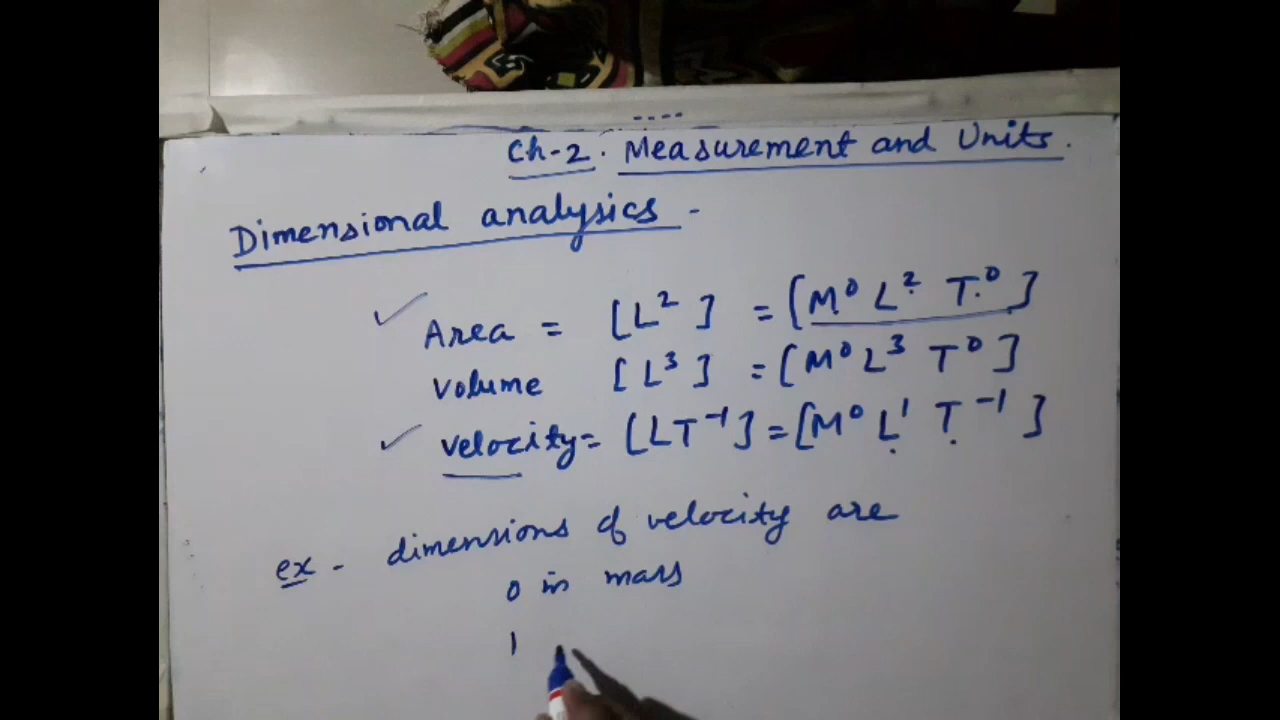 Ch-2. Measurement and Units.
Dimensional analysics -
✓ Area = [L² ] = [M⁰ L² T⁰ ]
Volume [ L³ ] = [M⁰ L³ T⁰ ]
✓ velocity = [LT⁻¹] = [M⁰ L¹ T⁻¹ ]
ex - dimensions of velocity are
0 in mass
1